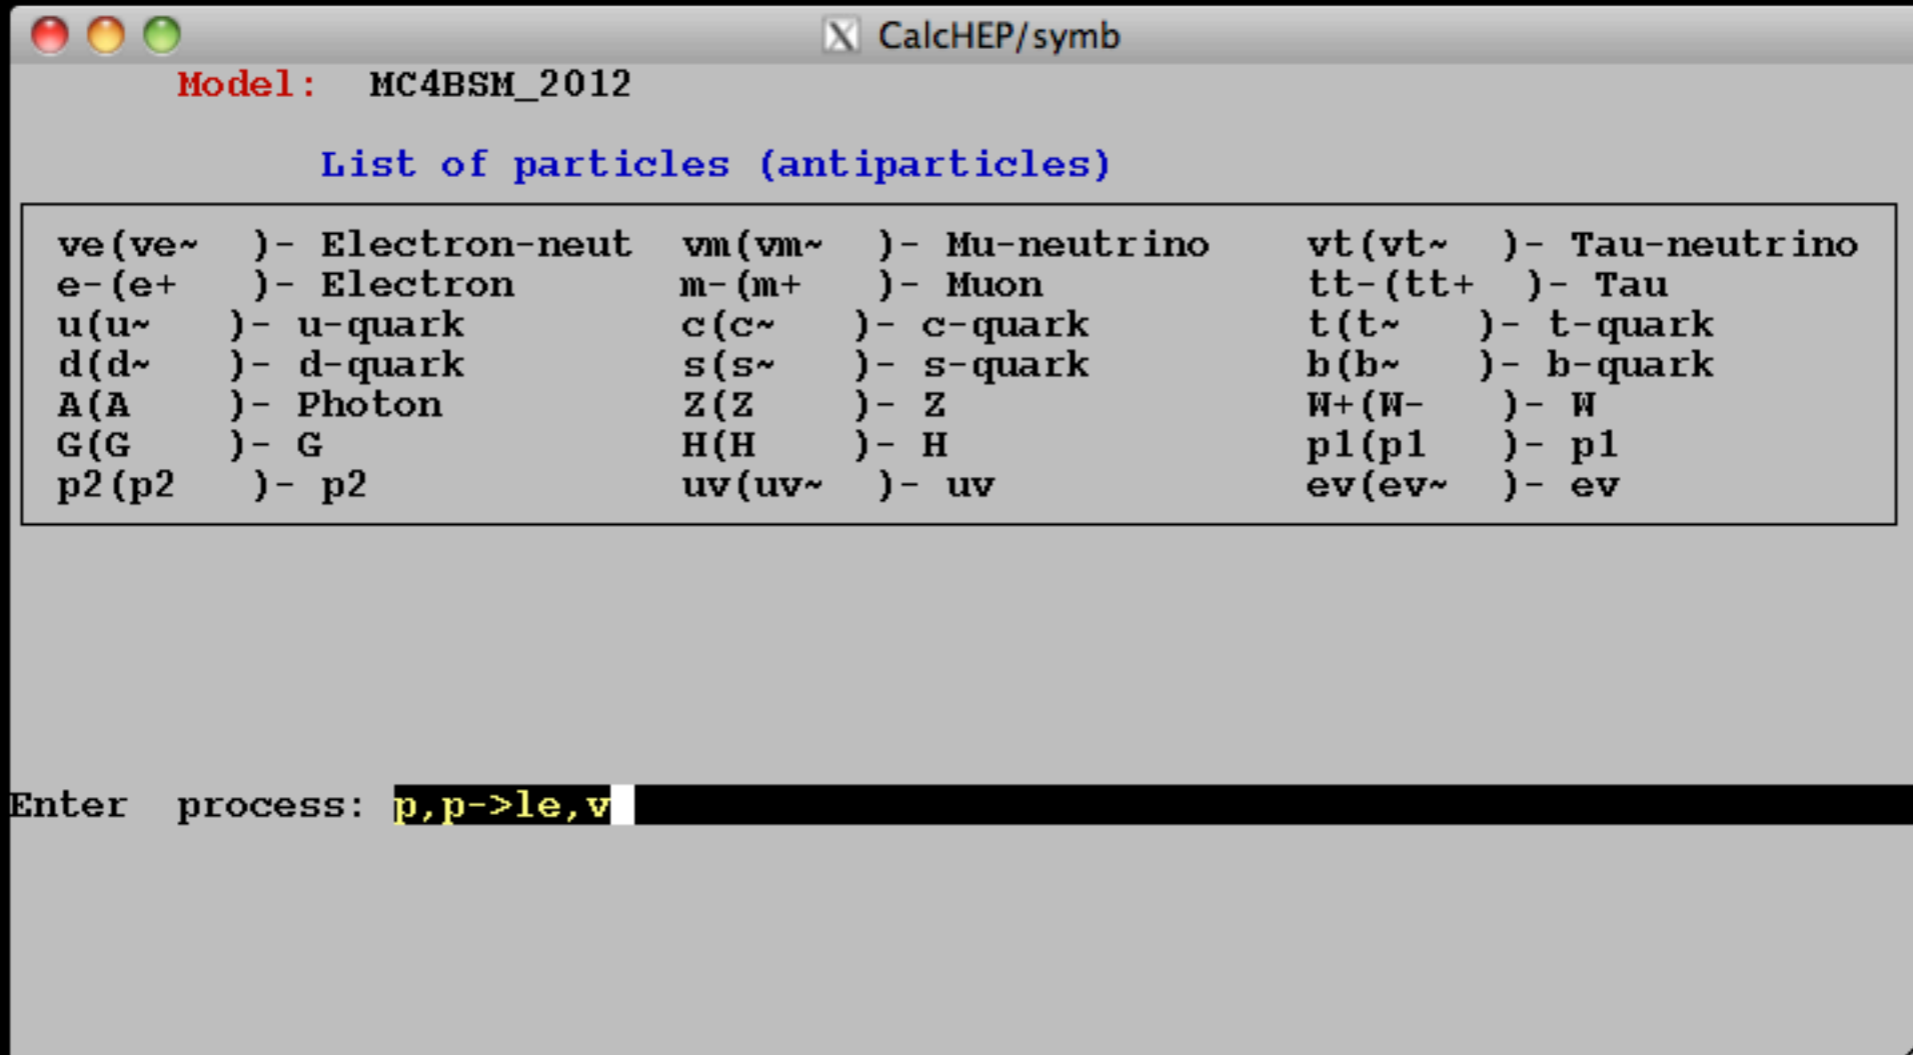 X CalcHEP/symb
Model: MC4BSM_2012
List of particles (antiparticles)
ve(ve~ )- Electron-neut vm(vm~ )- Mu-neutrino vt(vt~ )- Tau-neutrino
e-(e+ )- Electron m-(m+ )- Muon tt-(tt+ )- Tau
u(u~ )- u-quark c(c~ )- c-quark t(t~ )- t-quark
d(d~ )- d-quark s(s~ )- s-quark b(b~ )- b-quark
A(A )- Photon Z(Z )- Z W+(W- )- W
G(G )- G H(H )- H p1(p1 )- p1
p2(p2 )- p2 uv(uv~ )- uv ev(ev~ )- ev
Enter process: p,p->le,v